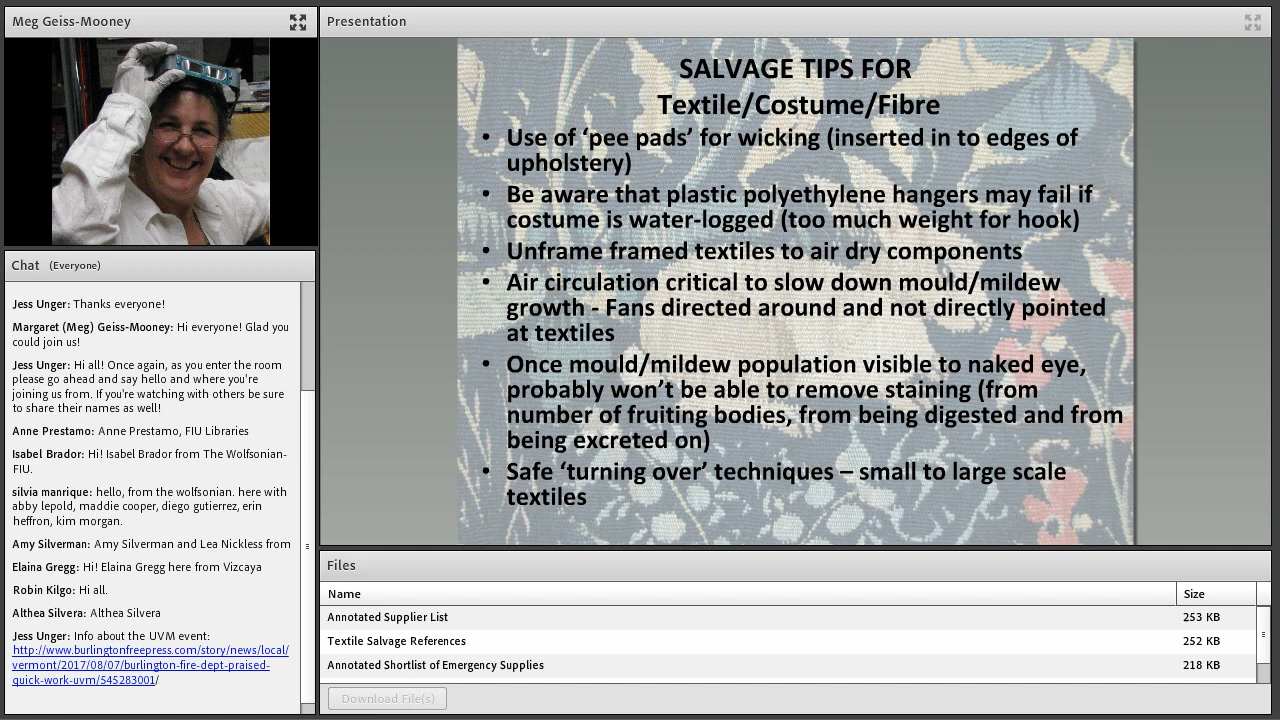 Meg Geiss-Mooney
Presentation
SALVAGE TIPS FOR
Textile/Costume/Fibre
• Use of ‘pee pads’ for wicking (inserted in to edges of
upholstery)
• Be aware that plastic polyethylene hangers may fail if
costume is water-logged (too much weight for hook)
• Unframe framed textiles to air dry components
• Air circulation critical to slow down mould/mildew
growth - Fans directed around and not directly pointed
at textiles
• Once mould/mildew population visible to naked eye,
probably won’t be able to remove staining (from
number of fruiting bodies, from being digested and from
being excreted on)
• Safe ‘turning over’ techniques – small to large scale
textiles
Chat (Everyone)
Jess Unger: Thanks everyone!
Margaret (Meg) Geiss-Mooney: Hi everyone! Glad you
could join us!
Jess Unger: Hi all! Once again, as you enter the room
please go ahead and say hello and where you're
joining us from. If you're watching with others be sure
to share their names as well!
Anne Prestamo: Anne Prestamo, FIU Libraries
Isabel Brador: Hi! Isabel Brador from The Wolfsonian-
FIU.
silvia manrique: hello, from the wolfsonian. here with
abby lepold, maddie cooper, diego gutierrez, erin
heffron, kim morgan.
Amy Silverman: Amy Silverman and Lea Nickless from
Elaina Gregg: Hi! Elaina Gregg here from Vizcaya
Robin Kilgo: Hi all.
Althea Silvera: Althea Silvera
Jess Unger: Info about the UVM event:
http://www.burlingtonfreepress.com/story/news/local/
vermont/2017/08/07/burlington-fire-dept-praised-
quick-work-uvm/545283001/
Files
Name Size
Annotated Supplier List 253 KB
Textile Salvage References 252 KB
Annotated Shortlist of Emergency Supplies 218 KB
Download File(s)